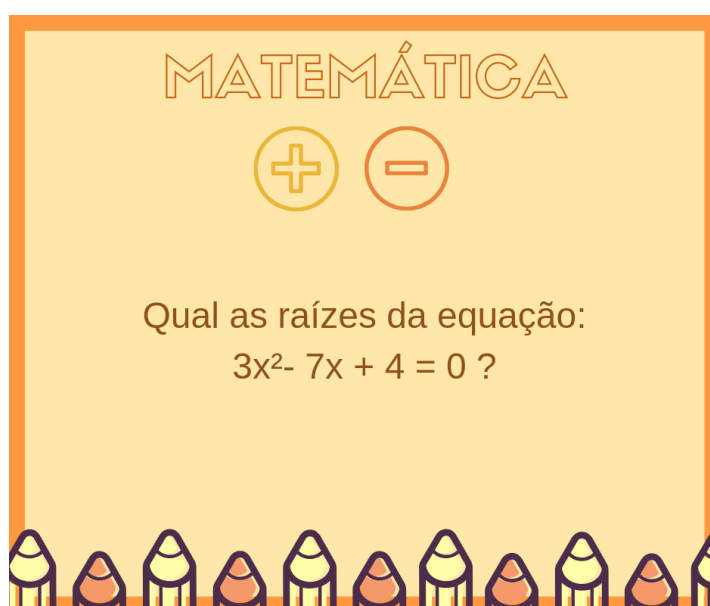 MATEMÁTICA
Qual as raízes da equação:
3x²- 7x + 4 = 0 ?